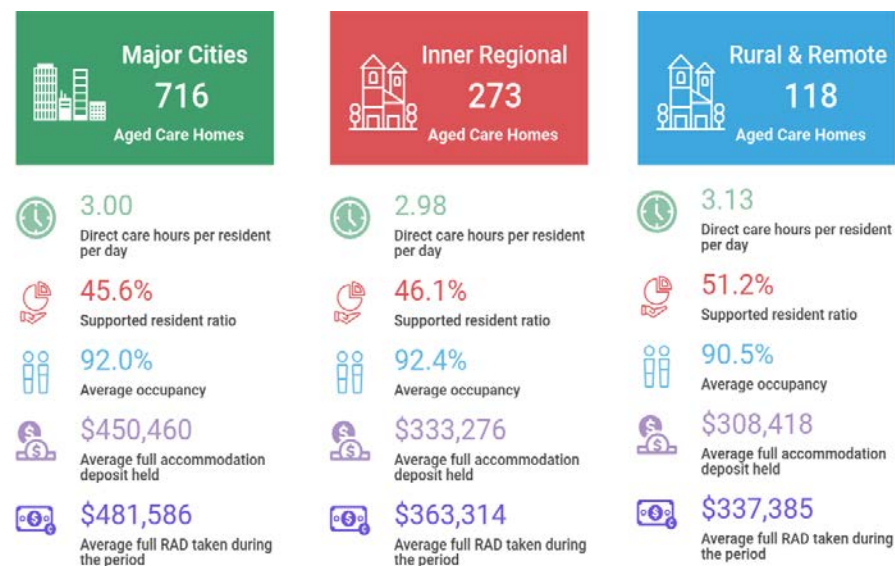 Major Cities
716
Aged Care Homes
3.00
Direct care hours per resident
per day
45.6%
Supported resident ratio
92.0%
Average occupancy
$450,460
Average full accommodation
deposit held
$481,586
Average full RAD taken during
the period
Inner Regional
273
Aged Care Homes
2.98
Direct care hours per resident
per day
46.1%
Supported resident ratio
92.4%
Average occupancy
$333,276
Average full accommodation
deposit held
$363,314
Average full RAD taken during
the period
Rural & Remote
118
Aged Care Homes
3.13
Direct care hours per resident
per day
51.2%
Supported resident ratio
90.5%
Average occupancy
$308,418
Average full accommodation
deposit held
$337,385
Average full RAD taken during
the period